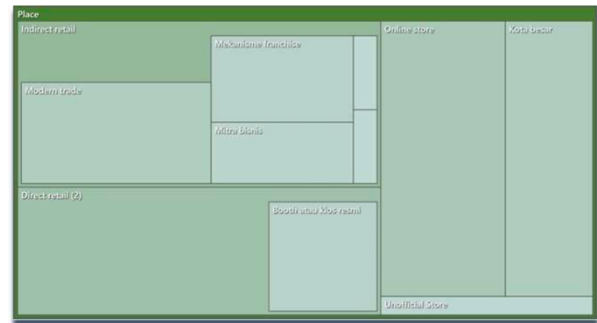 Place
Indirect retail
Online store
Kota besar
Mekanisme franchise
Modern trade
Mitra bisnis
Direct retail (2)
Booth atau kios resmi
Unofficial Store